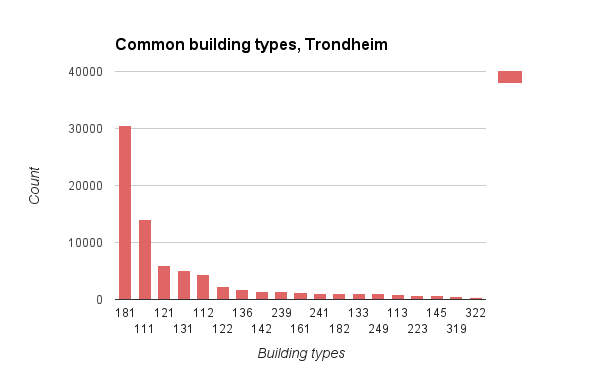 Common building types, Trondheim
40000
30000
20000
10000
0
Count
181 121 112 136 239 241 133 113 145 322
111 131 122 142 161 182 249 223 319
Building types